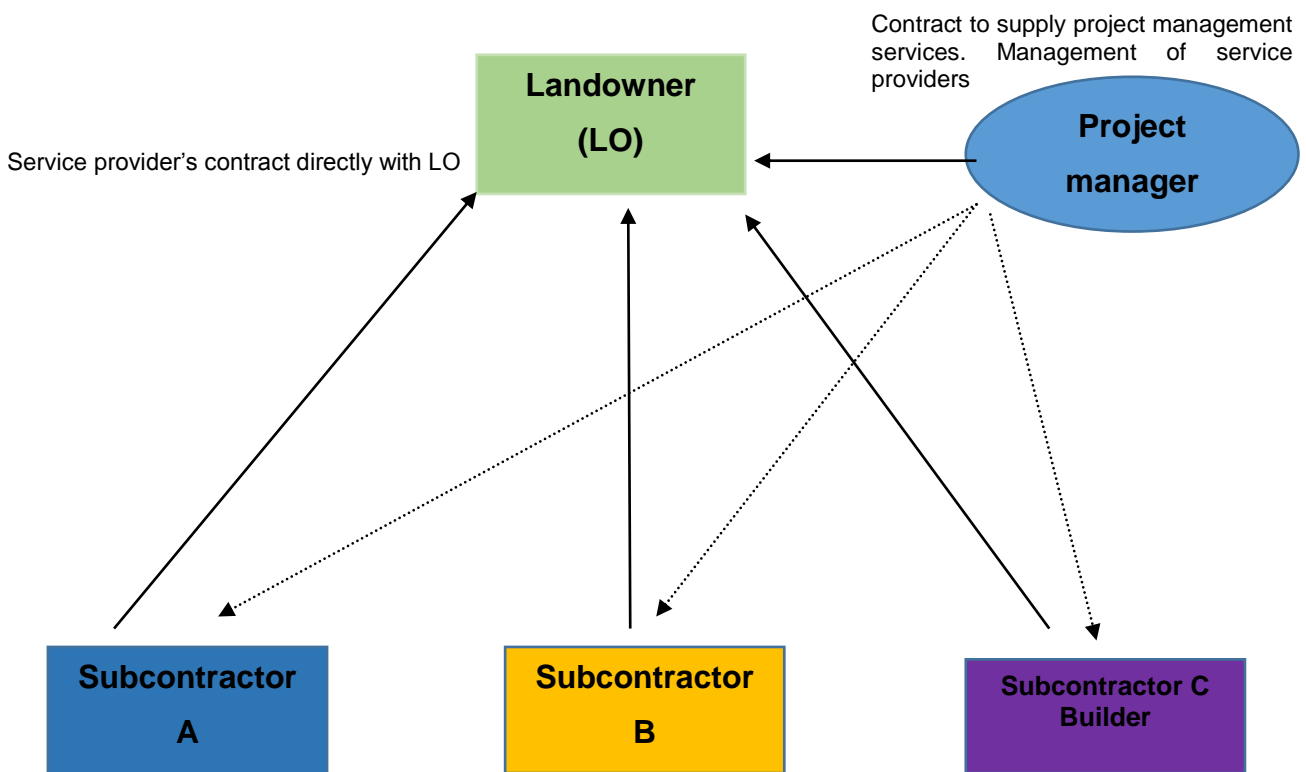 Contract to supply project management
services. Management of service
providers
Landowner
(LO)
Project
manager
Service provider’s contract directly with LO
Subcontractor
A
Subcontractor
B
Subcontractor C
Builder